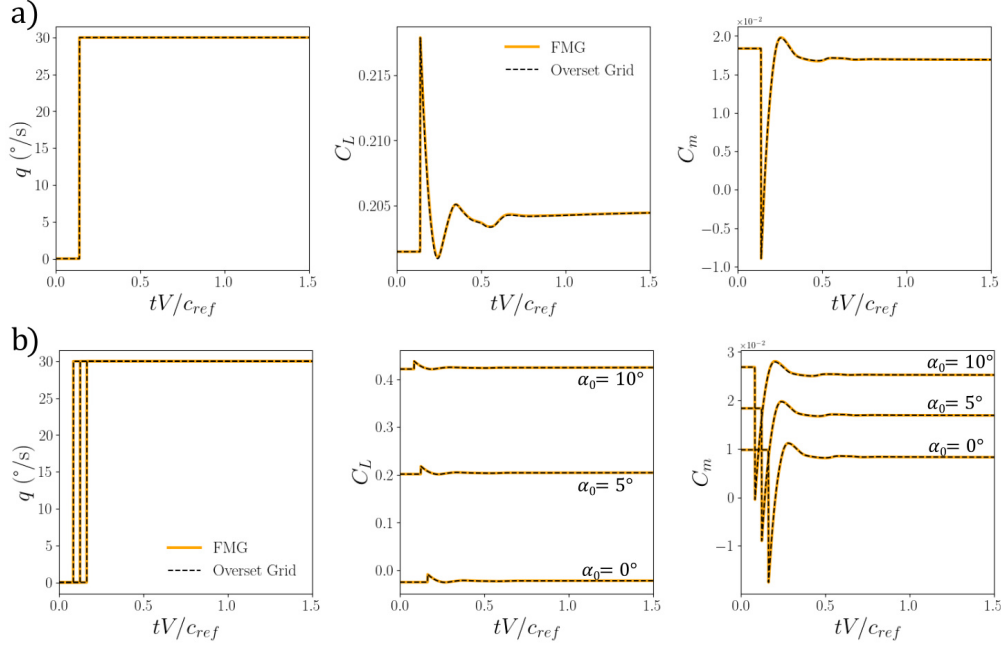 a)
30
25
20
15
10
5
0
q (°/s)
0.0 0.5 1.0 1.5
tV/c_ref
0.215
0.210
0.205
C_L
FMG
Overset Grid
0.0 0.5 1.0 1.5
tV/c_ref
×10⁻²
2.0
1.5
1.0
0.5
0.0
−0.5
−1.0
C_m
0.0 0.5 1.0 1.5
tV/c_ref
b)
30
25
20
15
10
5
0
q (°/s)
FMG
Overset Grid
0.0 0.5 1.0 1.5
tV/c_ref
0.4
0.3
0.2
0.1
0.0
C_L
α₀= 10°
α₀= 5°
α₀= 0°
0.0 0.5 1.0 1.5
tV/c_ref
×10⁻²
3
2
1
0
−1
C_m
α₀= 10°
α₀= 5°
α₀= 0°
0.0 0.5 1.0 1.5
tV/c_ref